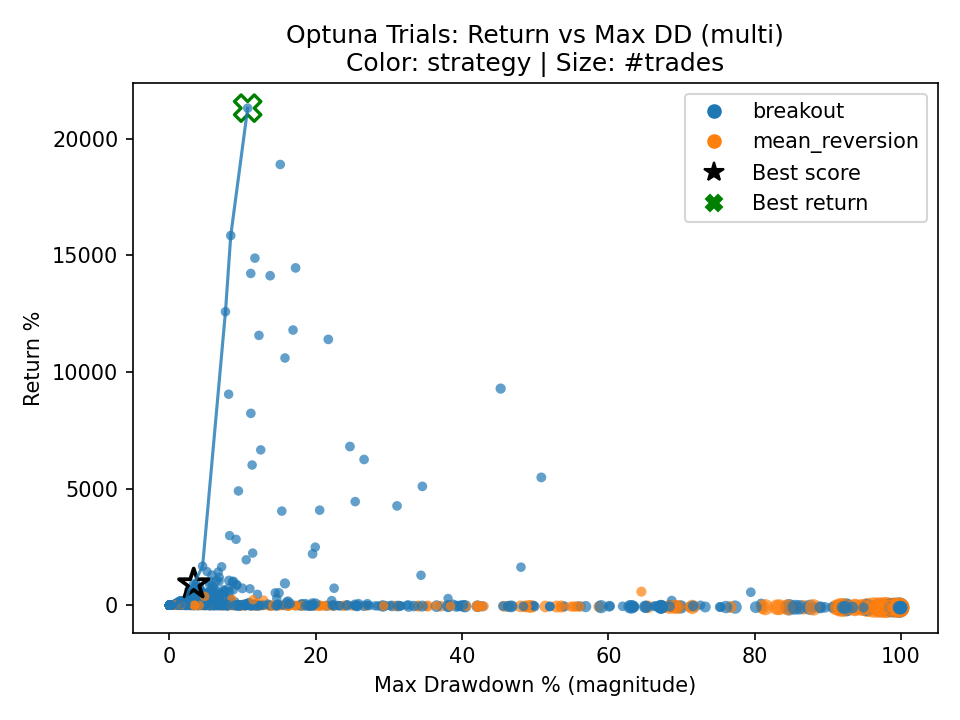 Optuna Trials: Return vs Max DD (multi)
Color: strategy | Size: #trades
breakout
mean_reversion
Best score
Best return
Return %
20000
15000
10000
5000
0
0 20 40 60 80 100
Max Drawdown % (magnitude)